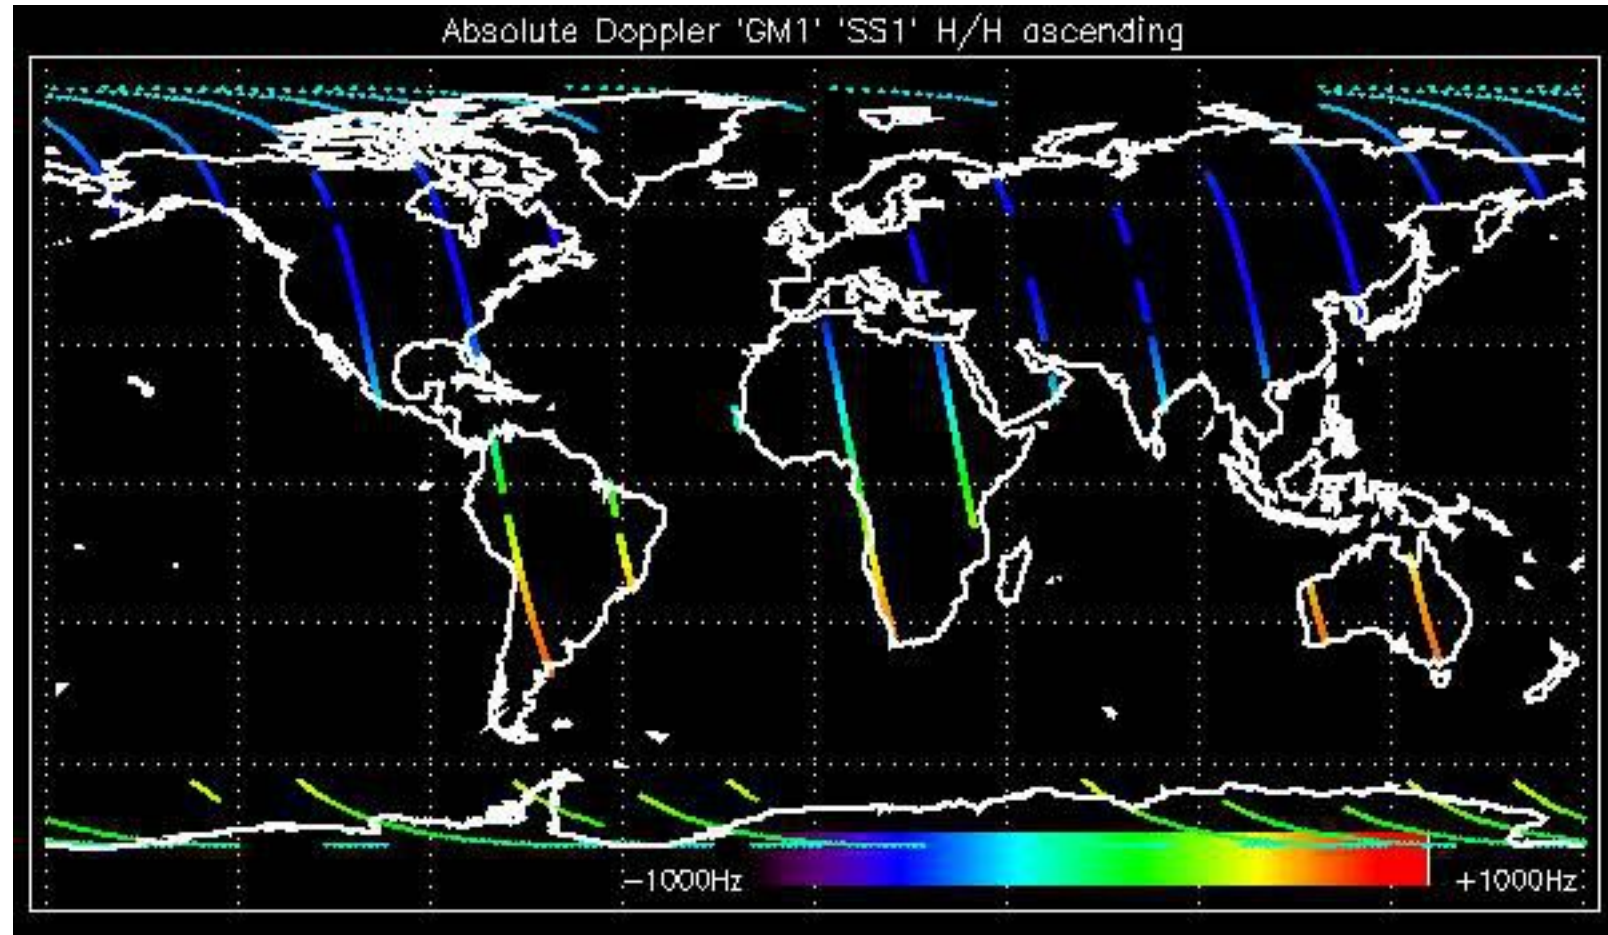 Absolute Doppler 'GM1' 'SS1' H/H ascending
−1000Hz +1000Hz